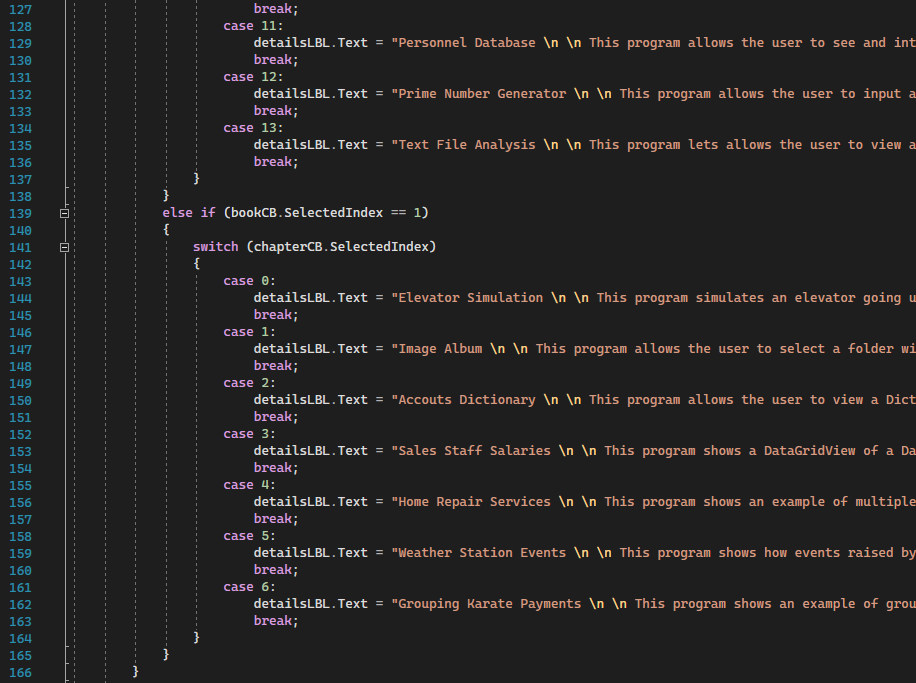 127 break;
128 case 11:
129 detailsLBL.Text = "Personnel Database \n \n This program allows the user to see and int
130 break;
131 case 12:
132 detailsLBL.Text = "Prime Number Generator \n \n This program allows the user to input a
133 break;
134 case 13:
135 detailsLBL.Text = "Text File Analysis \n \n This program lets allows the user to view a
136 break;
137 }
138 }
139 else if (bookCB.SelectedIndex == 1)
140 {
141 switch (chapterCB.SelectedIndex)
142 {
143 case 0:
144 detailsLBL.Text = "Elevator Simulation \n \n This program simulates an elevator going u
145 break;
146 case 1:
147 detailsLBL.Text = "Image Album \n \n This program allows the user to select a folder wi
148 break;
149 case 2:
150 detailsLBL.Text = "Accouts Dictionary \n \n This program allows the user to view a Dict
151 break;
152 case 3:
153 detailsLBL.Text = "Sales Staff Salaries \n \n This program shows a DataGridView of a Da
154 break;
155 case 4:
156 detailsLBL.Text = "Home Repair Services \n \n This program shows an example of multiple
157 break;
158 case 5:
159 detailsLBL.Text = "Weather Station Events \n \n This program shows how events raised by
160 break;
161 case 6:
162 detailsLBL.Text = "Grouping Karate Payments \n \n This program shows an example of grou
163 break;
164 }
165 }
166 }